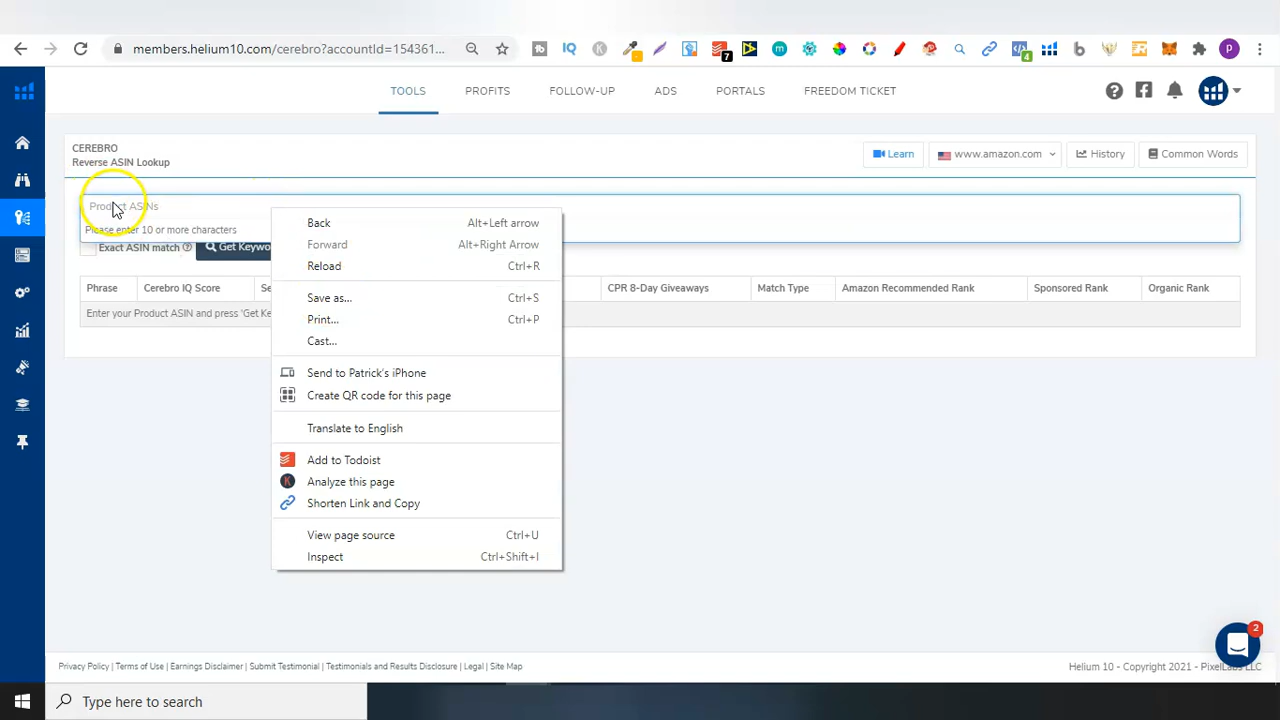 members.helium10.com/cerebro?accountId=154361...
7
4
TOOLS
PROFITS
FOLLOW-UP
ADS
PORTALS
FREEDOM TICKET
CEREBRO
Reverse ASIN Lookup
Learn
www.amazon.com
History
Common Words
Product ASINs
Please enter 10 or more characters
Exact ASIN match
Get Keywo
Phrase
Cerebro IQ Score
Se
CPR 8-Day Giveaways
Match Type
Amazon Recommended Rank
Sponsored Rank
Organic Rank
Enter your Product ASIN and press 'Get Ke
Back Alt+Left arrow
Forward Alt+Right Arrow
Reload Ctrl+R
Save as... Ctrl+S
Print... Ctrl+P
Cast...
Send to Patrick's iPhone
Create QR code for this page
Translate to English
Add to Todoist
Analyze this page
Shorten Link and Copy
View page source Ctrl+U
Inspect Ctrl+Shift+I
2
Privacy Policy | Terms of Use | Earnings Disclaimer | Submit Testimonial | Testimonials and Results Disclosure | Legal | Site Map
Helium 10 - Copyright 2021 - PixelLabs LLC
Type here to search